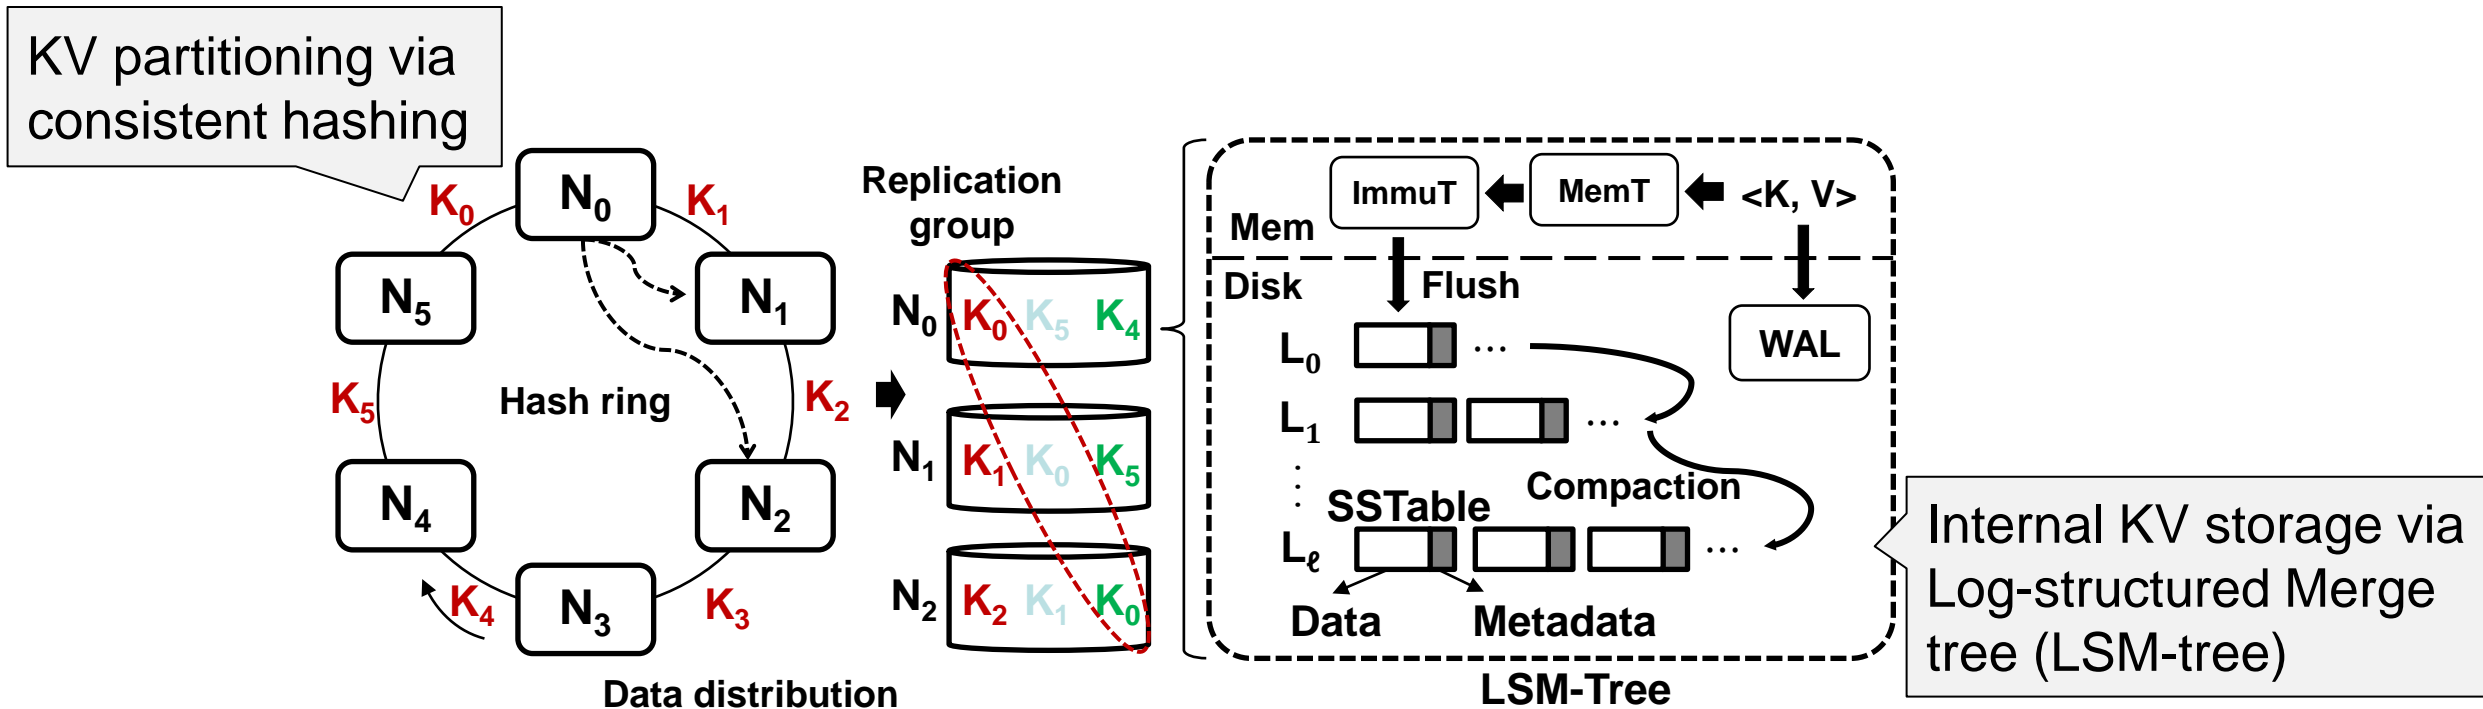 KV partitioning via
consistent hashing
N0
K0
K1
N5
N1
K5
Hash ring
K2
N4
N2
K4
N3
K3
Data distribution
Replication
group
N0 K0 K5 K4
N1 K1 K0 K5
N2 K2 K1 K0
ImmuT
MemT
<K, V>
Mem
Disk
Flush
WAL
L0 ...
L1 ...
Compaction
SSTable
Lℓ ...
Data
Metadata
LSM-Tree
Internal KV storage via
Log-structured Merge
tree (LSM-tree)